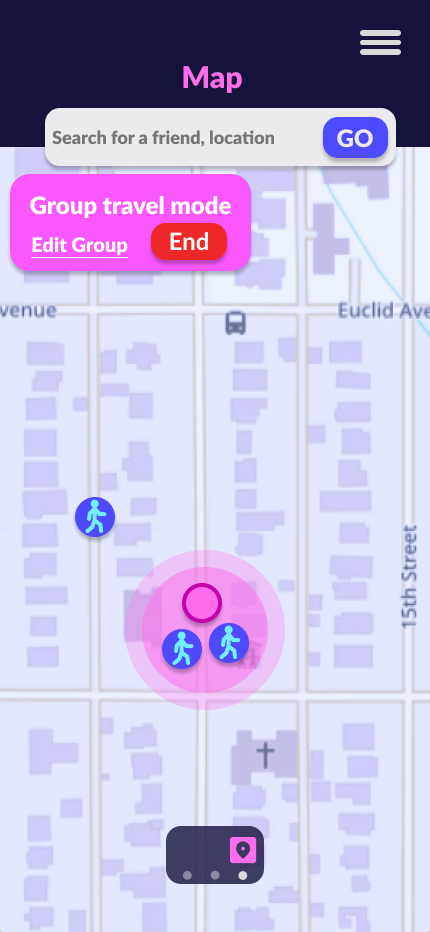 Map
Search for a friend, location
GO
Group travel mode
Edit Group
End
venue
Euclid Ave
15th Street